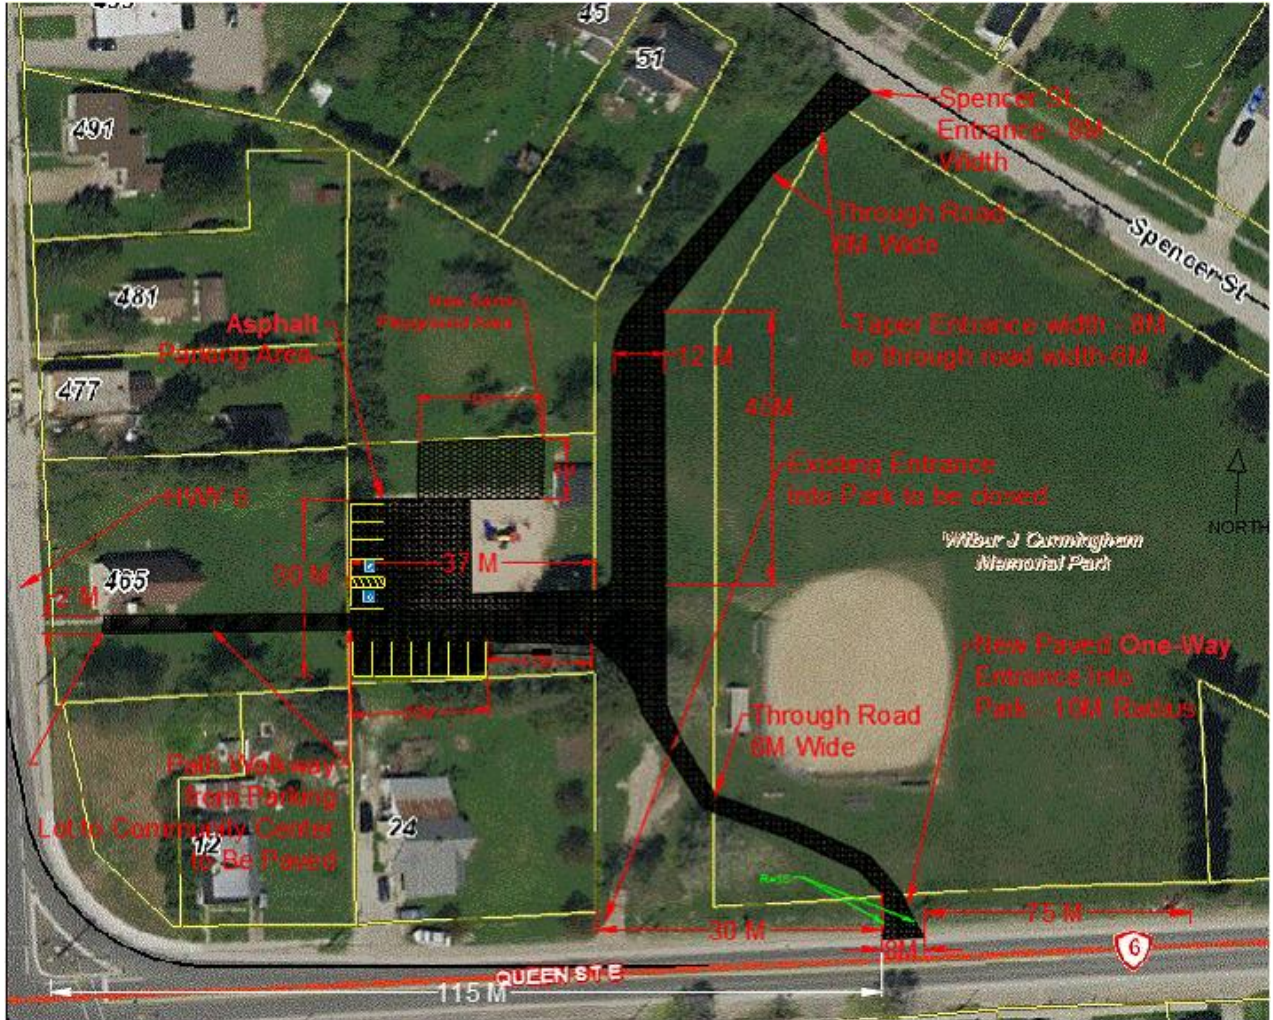 45
51
491
Spencer St.
Entrance - 8M
Width
Through Road
6M Wide
Spencer St
481
Asphalt
Parking Area
New Sand
Playground Area
Taper Entrance width - 8M
to through road width-6M
12 M
477
45M
Existing Entrance
Into Park to be closed
HWY 6
NORTH
Wilbur J Cunningham
Memorial Park
37 M
465
30 M
2 M
New Paved One-Way
Entrance Into
Park - 10M Radius
Through Road
6M Wide
Path Walkway
from Parking
Lot to Community Center
to Be Paved
24
12
75 M
30 M
8M
6
QUEEN ST E
115 M